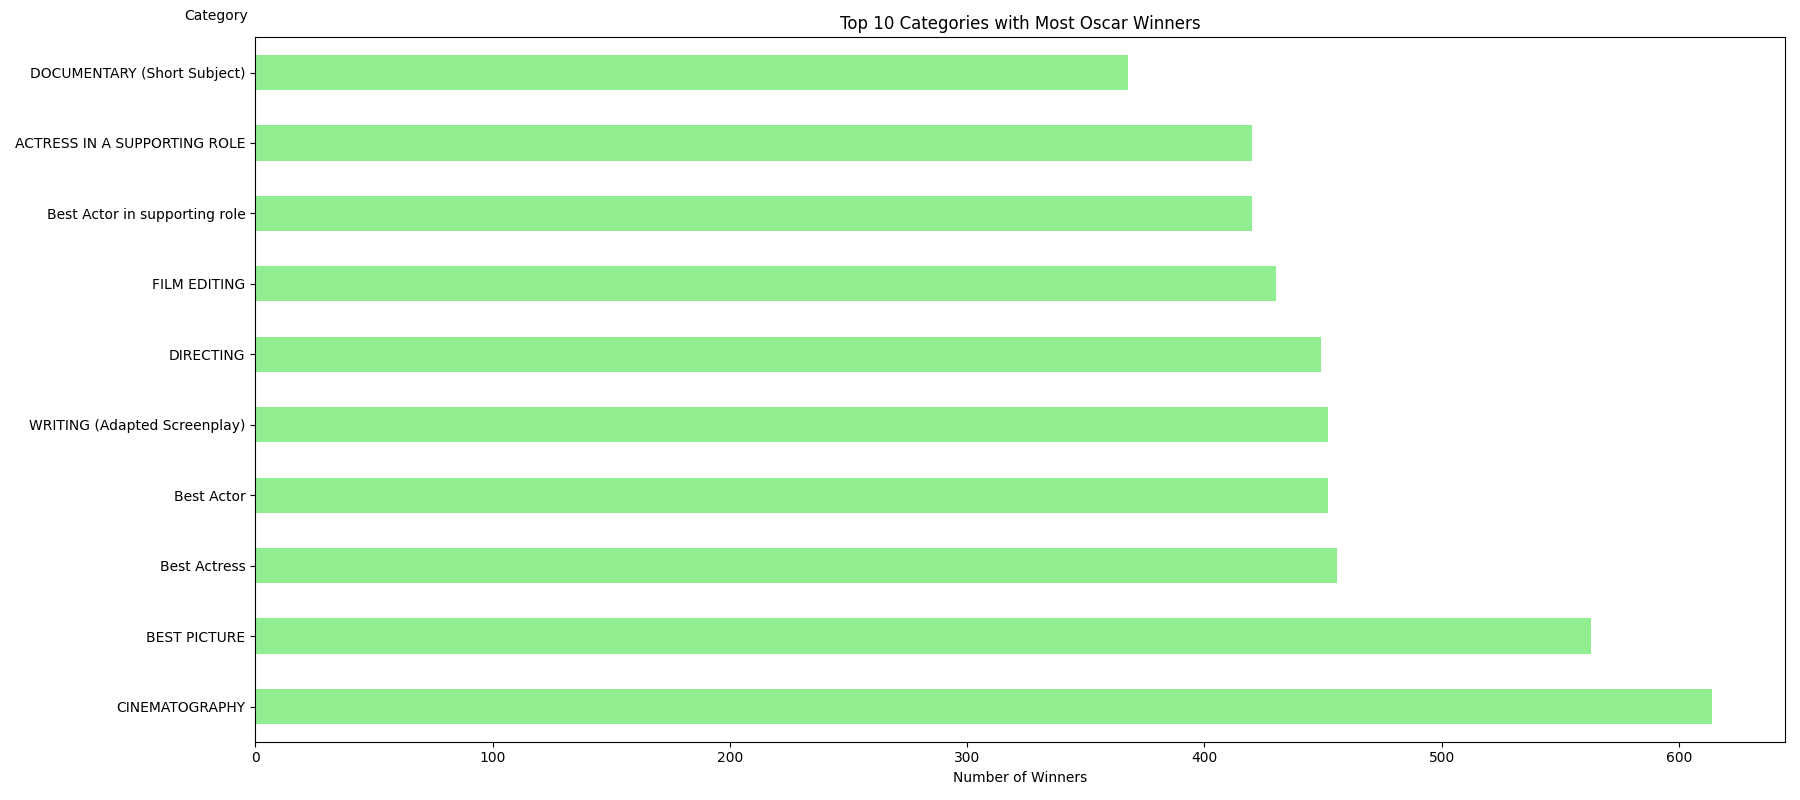 Category
Top 10 Categories with Most Oscar Winners
DOCUMENTARY (Short Subject)
ACTRESS IN A SUPPORTING ROLE
Best Actor in supporting role
FILM EDITING
DIRECTING
WRITING (Adapted Screenplay)
Best Actor
Best Actress
BEST PICTURE
CINEMATOGRAPHY
0 100 200 300 400 500 600
Number of Winners